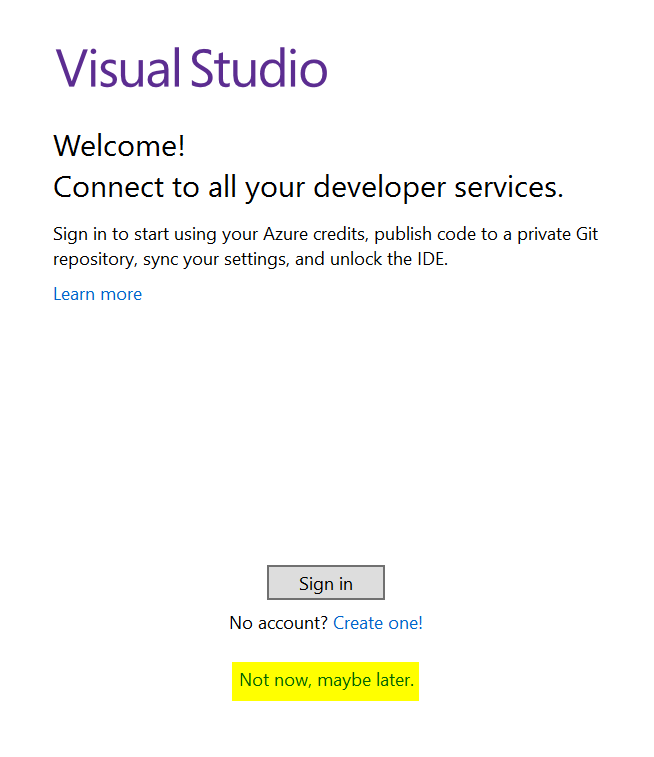 Visual Studio
Welcome!
Connect to all your developer services.
Sign in to start using your Azure credits, publish code to a private Git
repository, sync your settings, and unlock the IDE.
Learn more
Sign in
No account? Create one!
Not now, maybe later.